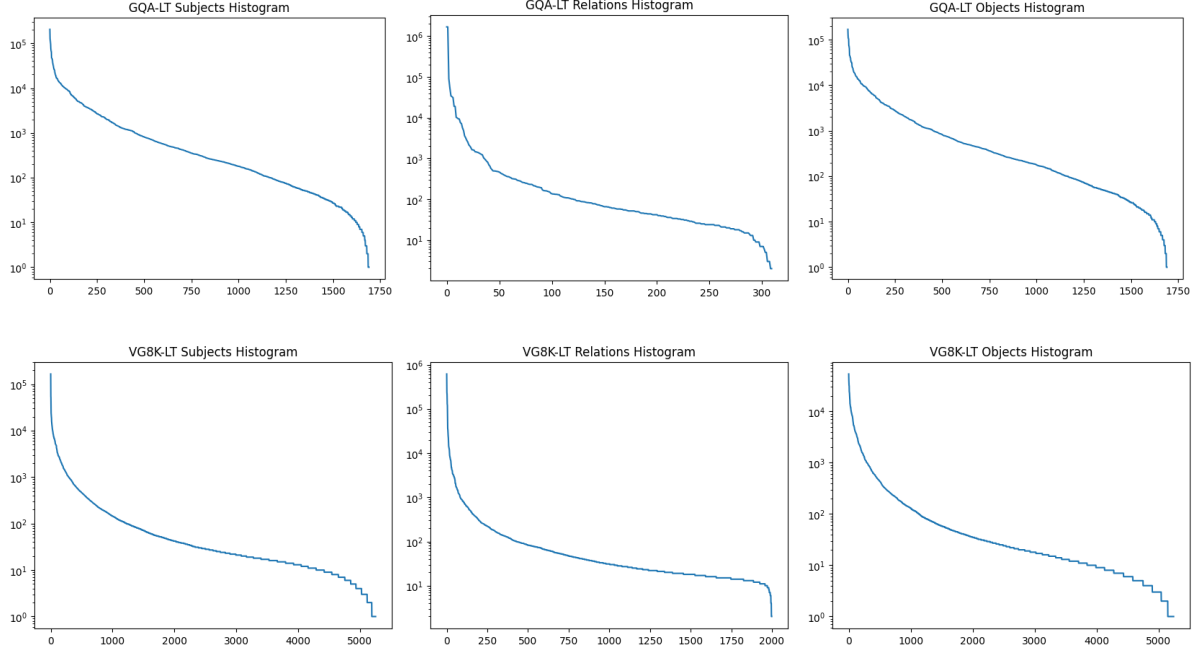 GQA-LT Subjects Histogram
10^5
10^4
10^3
10^2
10^1
10^0
0 250 500 750 1000 1250 1500 1750
GQA-LT Relations Histogram
10^6
10^5
10^4
10^3
10^2
10^1
0 50 100 150 200 250 300
GQA-LT Objects Histogram
10^5
10^4
10^3
10^2
10^1
10^0
0 250 500 750 1000 1250 1500 1750
VG8K-LT Subjects Histogram
10^5
10^4
10^3
10^2
10^1
10^0
0 1000 2000 3000 4000 5000
VG8K-LT Relations Histogram
10^6
10^5
10^4
10^3
10^2
10^1
0 250 500 750 1000 1250 1500 1750 2000
VG8K-LT Objects Histogram
10^4
10^3
10^2
10^1
10^0
0 1000 2000 3000 4000 5000